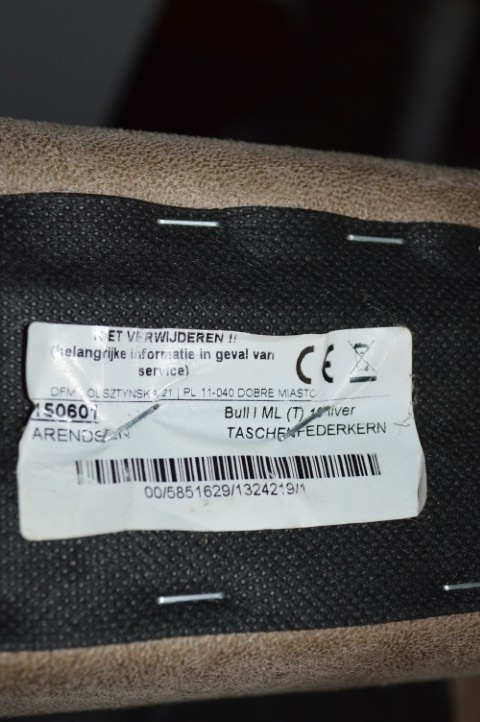 NIET VERWIJDEREN !!
(belangrijke informatie in geval van
service)
DFM OLSZTYNSKA 21 | PL 11-040 DOBRE MIASTO
150601 Bull I ML (T)
ARENDSEN TASCHENFEDERKERN
00/5851629/1324219/1